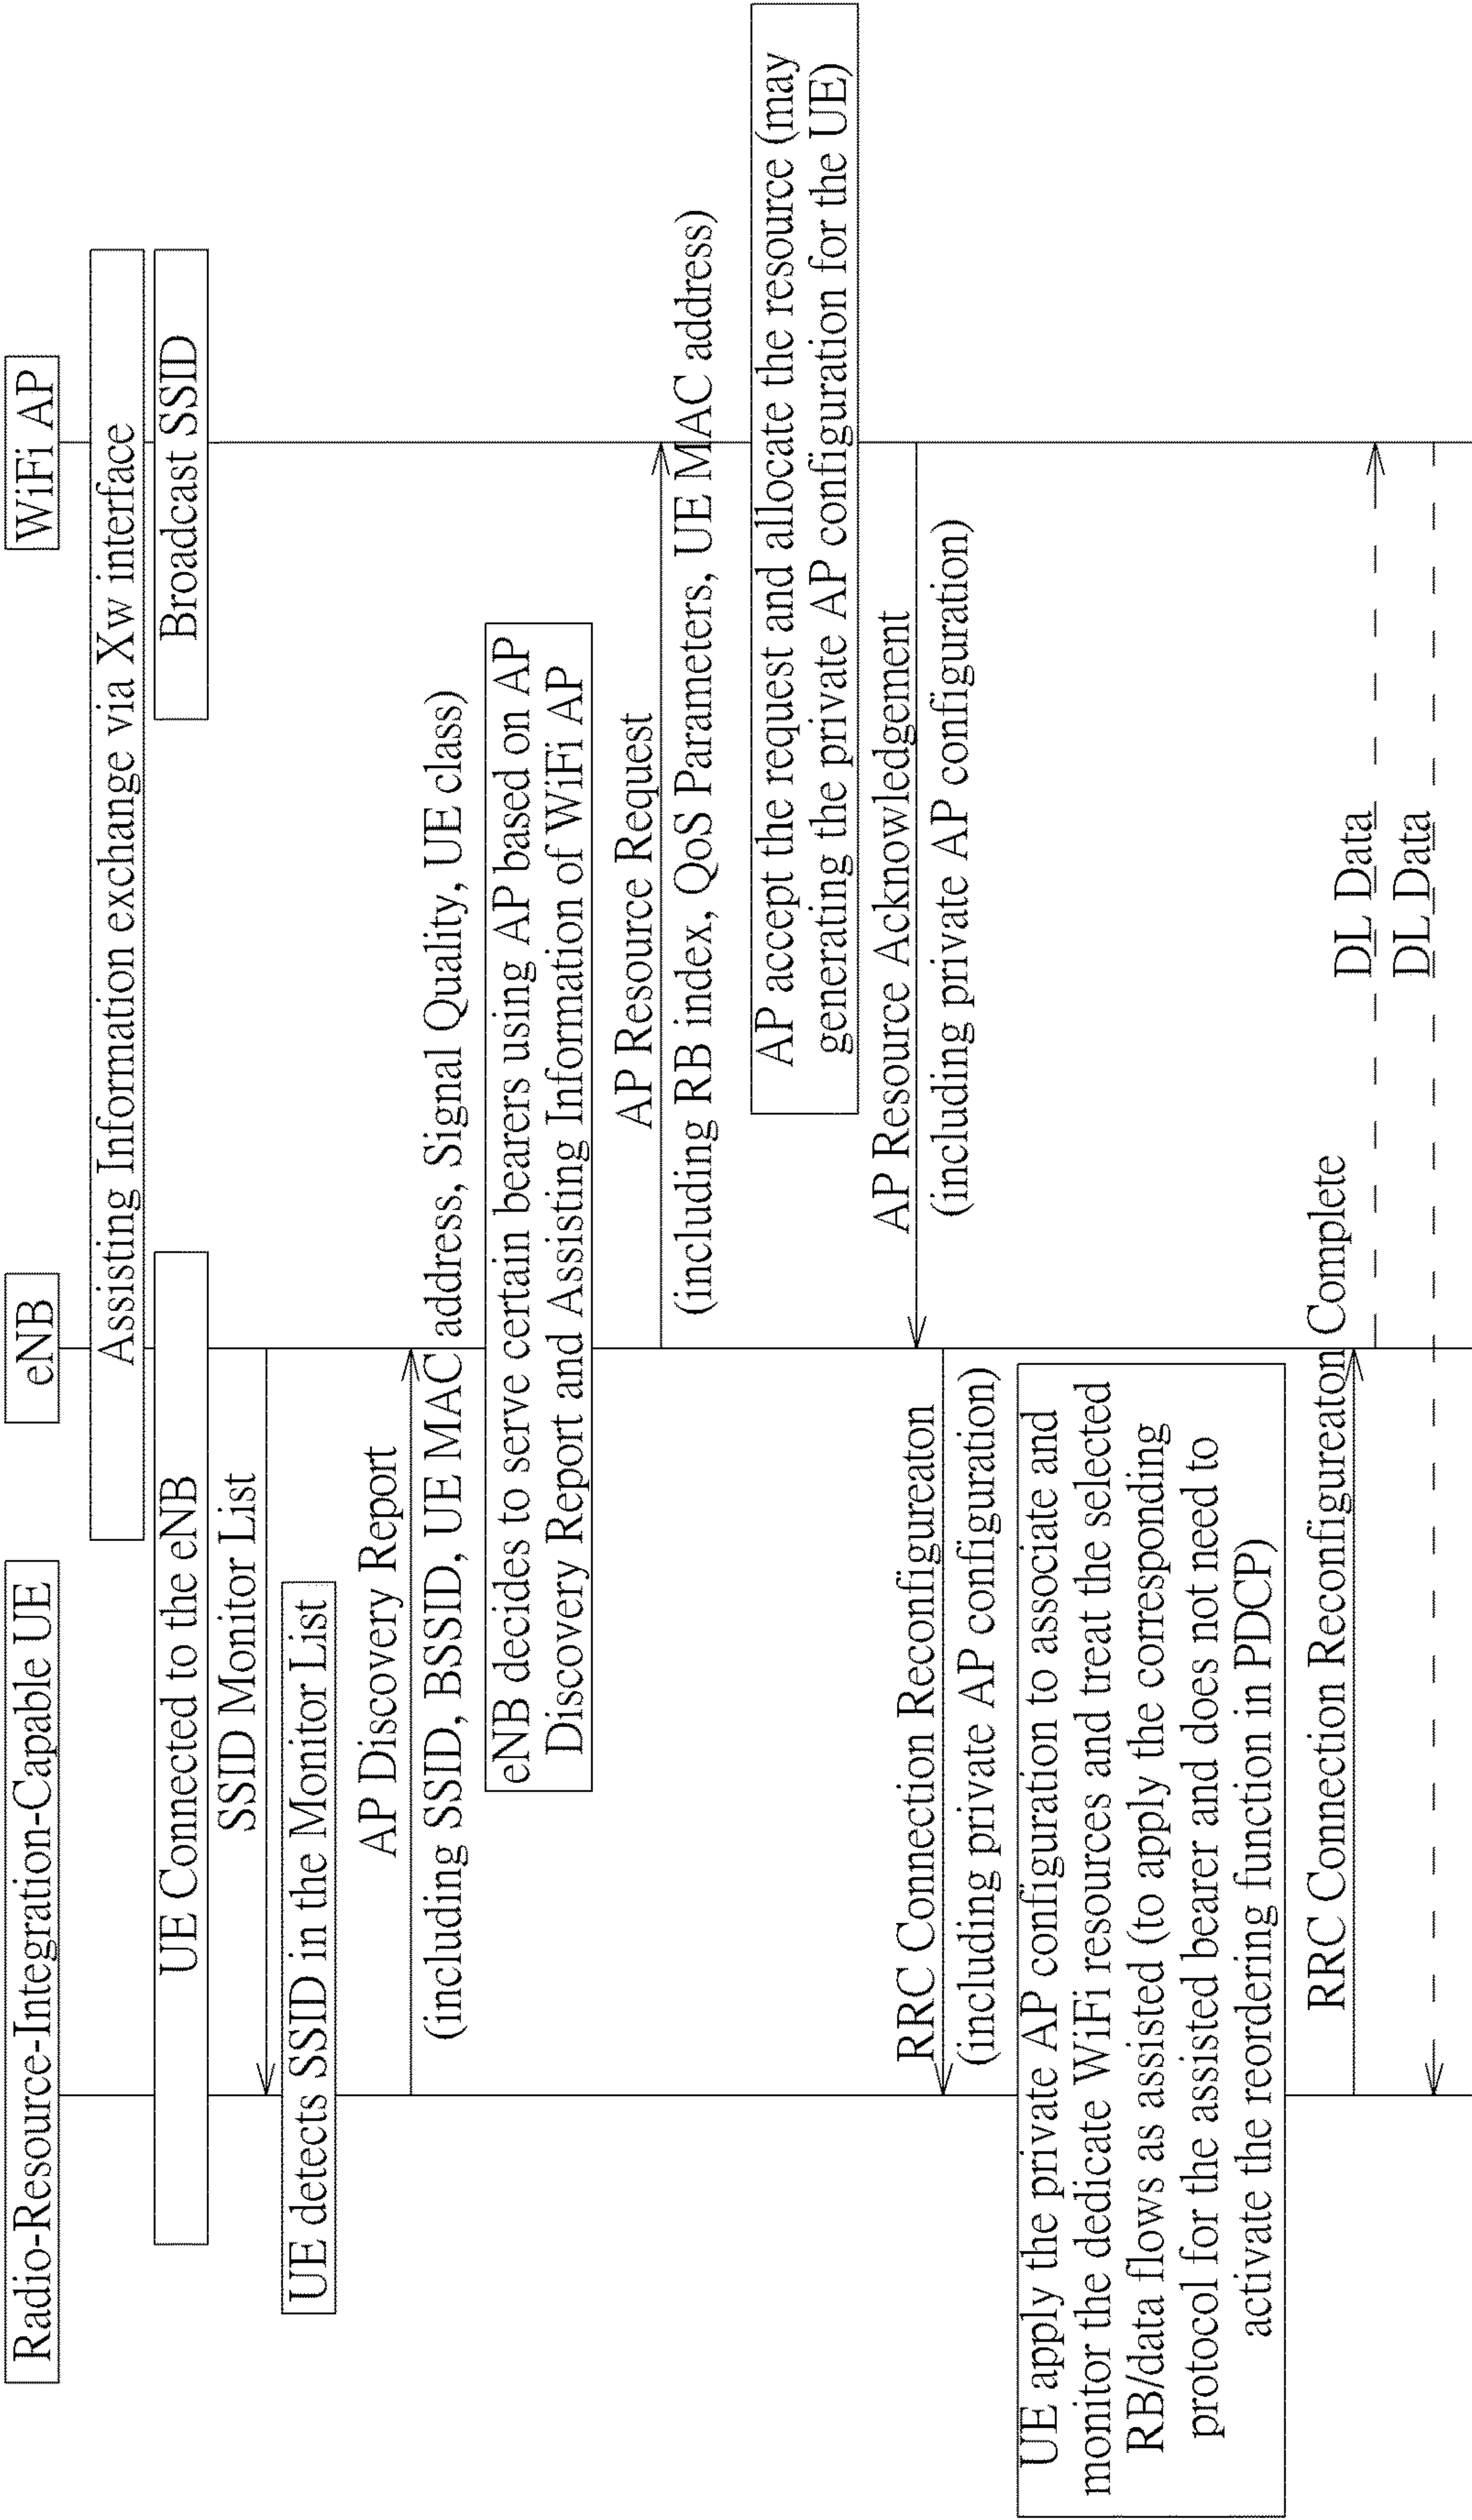 Radio-Resource-Integration-Capable UE
eNB
WiFi AP
Assisting Information exchange via Xw interface
UE Connected to the eNB
Broadcast SSID
SSID Monitor List
UE detects SSID in the Monitor List
AP Discovery Report
(including SSID, BSSID, UE MAC address, Signal Quality, UE class)
eNB decides to serve certain bearers using AP based on AP
Discovery Report and Assisting Information of WiFi AP
AP Resource Request
(including RB index, QoS Parameters, UE MAC address)
AP accept the request and allocate the resource (may
generating the private AP configuration for the UE)
AP Resource Acknowledgement
(including private AP configuration)
RRC Connection Reconfigureaton
(including private AP configuration)
UE apply the private AP configuration to associate and
monitor the dedicate WiFi resources and treat the selected
RB/data flows as assisted (to apply the corresponding
protocol for the assisted bearer and does not need to
activate the reordering function in PDCP)
RRC Connection Reconfigureaton Complete
DL Data
DL Data